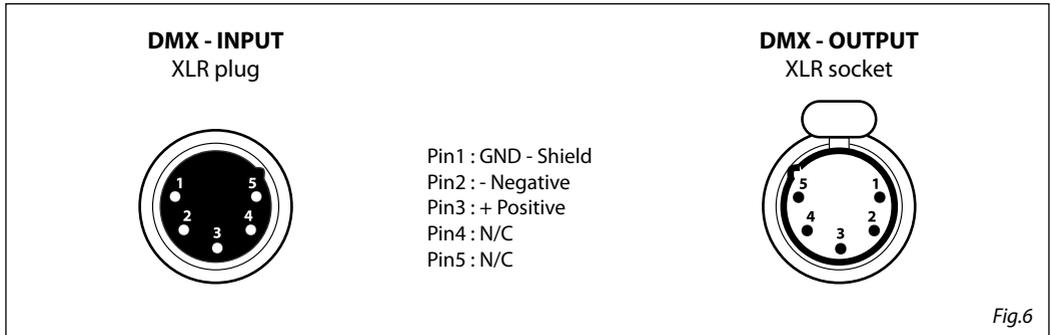 DMX - INPUT
XLR plug
1
5
2
4
3
Pin1 : GND - Shield
Pin2 : - Negative
Pin3 : + Positive
Pin4 : N/C
Pin5 : N/C
DMX - OUTPUT
XLR socket
5
1
4
2
3
Fig.6